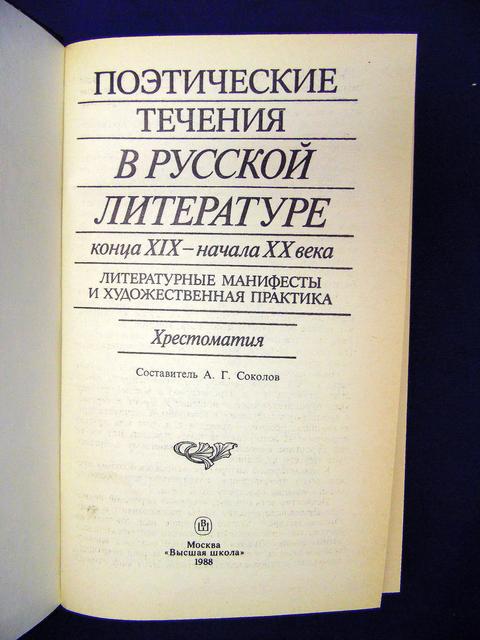 ПОЭТИЧЕСКИЕ
ТЕЧЕНИЯ
В РУССКОЙ
ЛИТЕРАТУРЕ
конца XIX – начала XX века
ЛИТЕРАТУРНЫЕ МАНИФЕСТЫ
И ХУДОЖЕСТВЕННАЯ ПРАКТИКА
Хрестоматия
Составитель А. Г. Соколов
ВШ
Москва
«Высшая школа»
1988